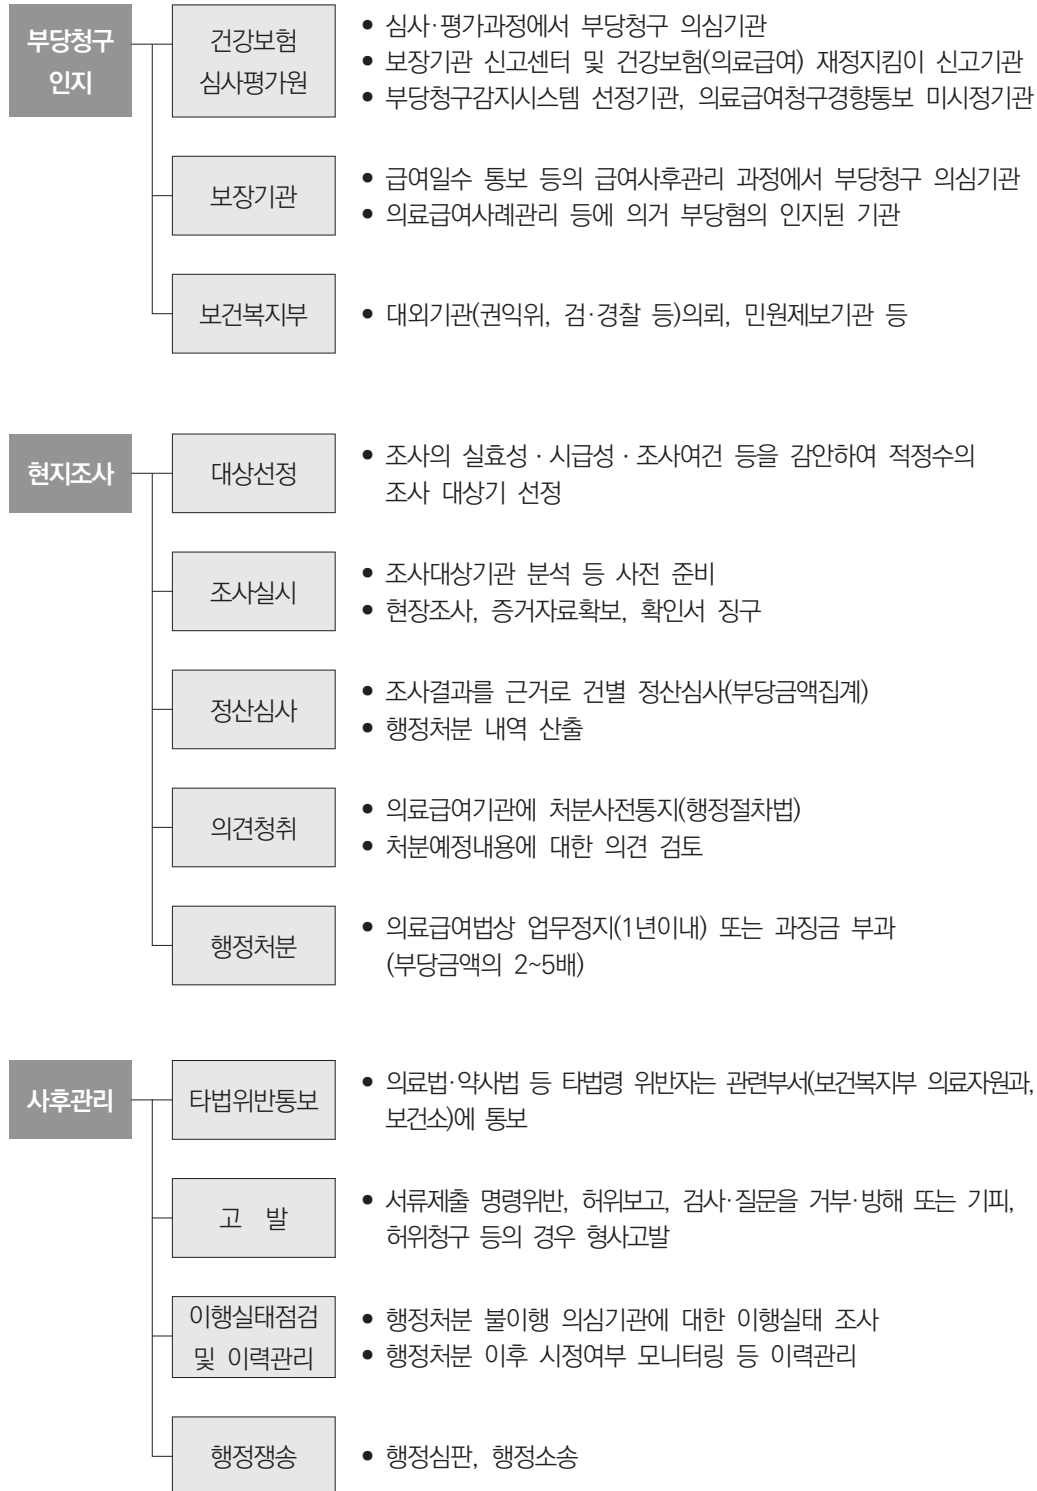 부당청구
인지
건강보험
심사평가원
• 심사·평가과정에서 부당청구 의심기관
• 보장기관 신고센터 및 건강보험(의료급여) 재정지킴이 신고기관
• 부당청구감지시스템 선정기관, 의료급여청구경향통보 미시정기관
보장기관
• 급여일수 통보 등의 급여사후관리 과정에서 부당청구 의심기관
• 의료급여사례관리 등에 의거 부당혐의 인지된 기관
보건복지부
• 대외기관(권익위, 검·경찰 등)의뢰, 민원제보기관 등
현지조사
대상선정
• 조사의 실효성·시급성·조사여건 등을 감안하여 적정수의
조사 대상기 선정
조사실시
• 조사대상기관 분석 등 사전 준비
• 현장조사, 증거자료확보, 확인서 징구
정산심사
• 조사결과를 근거로 건별 정산심사(부당금액집계)
• 행정처분 내역 산출
의견청취
• 의료급여기관에 처분사전통지(행정절차법)
• 처분예정내용에 대한 의견 검토
행정처분
• 의료급여법상 업무정지(1년이내) 또는 과징금 부과
(부당금액의 2~5배)
사후관리
타법위반통보
• 의료법·약사법 등 타법령 위반자는 관련부서(보건복지부 의료자원과,
보건소)에 통보
고 발
• 서류제출 명령위반, 허위보고, 검사·질문을 거부·방해 또는 기피,
허위청구 등의 경우 형사고발
이행실태점검
및 이력관리
• 행정처분 불이행 의심기관에 대한 이행실태 조사
• 행정처분 이후 시정여부 모니터링 등 이력관리
행정쟁송
• 행정심판, 행정소송